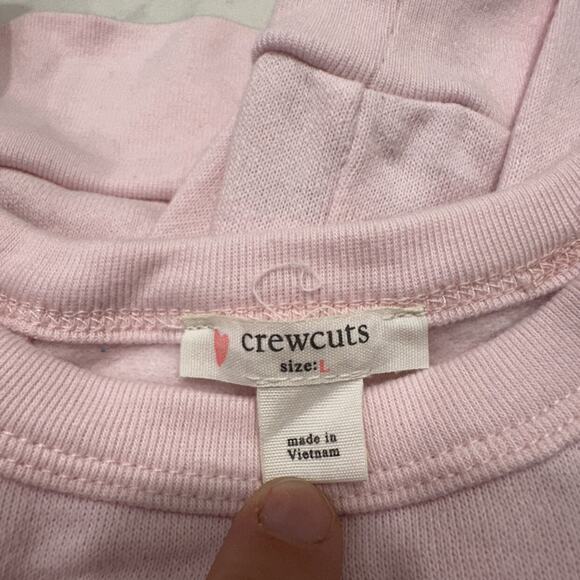 crewcuts
size: L
made in
Vietnam